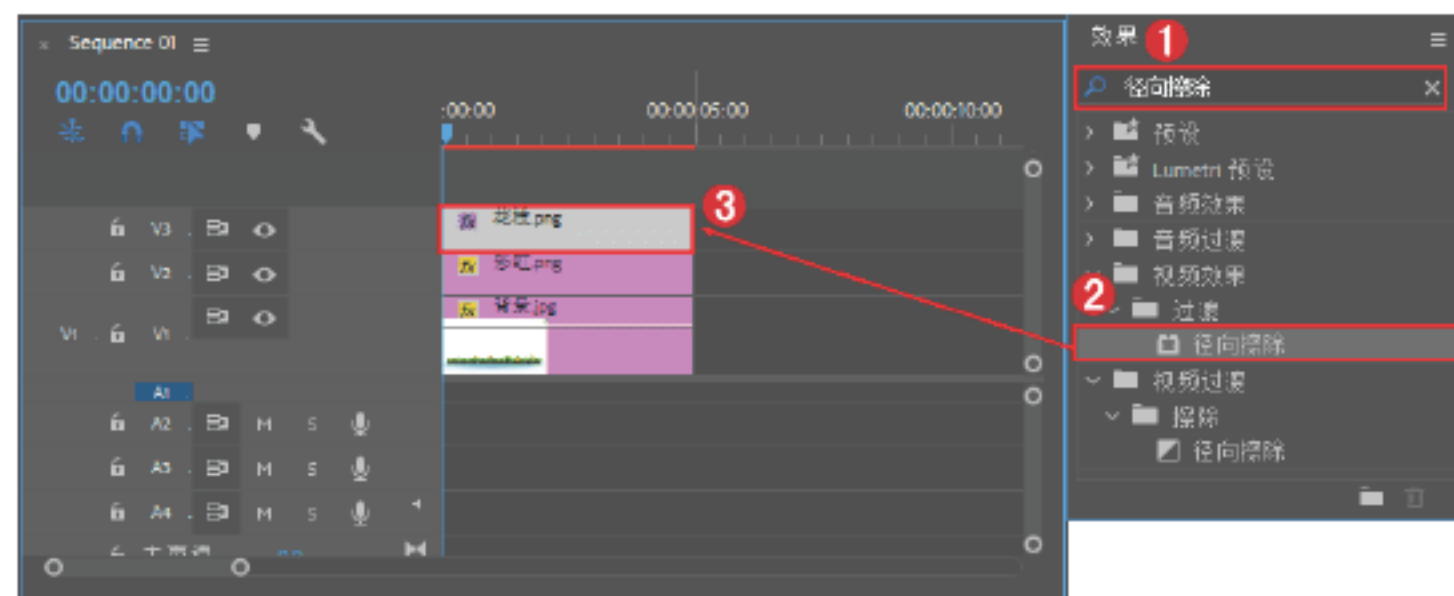 Sequence 01
00:00:00:00
:00:00
00:00:05:00
00:00:10:00
V3
花枝.png
V2
彩虹.png
背景.jpg
V1
V1
A1
A2
M
S
A3
M
S
A4
M
S
3
效果
1
径向擦除
预设
Lumetri 预设
音频效果
音频过渡
视频效果
2
过渡
径向擦除
视频过渡
擦除
径向擦除